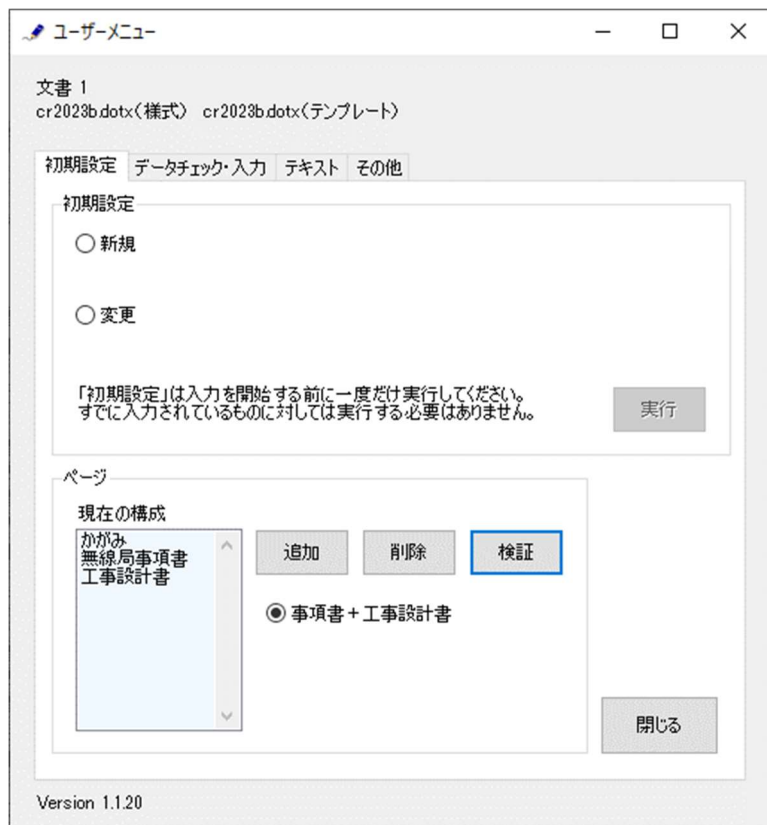 ユーザーメニュー
文書 1
cr2023b.dotx(様式) cr2023b.dotx(テンプレート)
初期設定 データチェック・入力 テキスト その他
初期設定
新規
変更
「初期設定」は入力を開始する前に一度だけ実行してください。
すでに入力されているものに対しては実行する必要はありません。
実行
ページ
現在の構成
かがみ
無線局事項書
工事設計書
追加 削除 検証
事項書+工事設計書
閉じる
Version 1.1.20